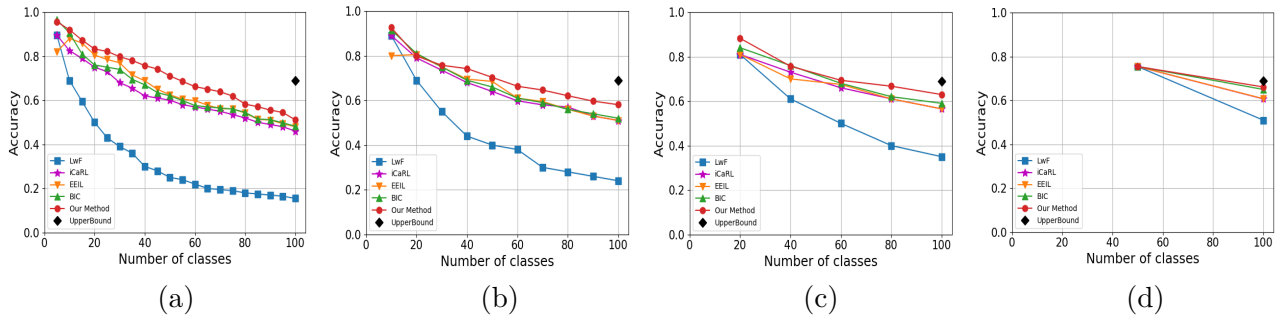 Accuracy
1.0
0.8
0.6
0.4
0.2
0.0
LwF
iCaRL
EEIL
BIC
Our Method
UpperBound
0 20 40 60 80 100
Number of classes
(a)
Accuracy
1.0
0.8
0.6
0.4
0.2
0.0
LwF
iCaRL
EEIL
BIC
Our Method
UpperBound
0 20 40 60 80 100
Number of classes
(b)
Accuracy
1.0
0.8
0.6
0.4
0.2
0.0
LwF
iCaRL
EEIL
BIC
Our Method
UpperBound
0 20 40 60 80 100
Number of classes
(c)
Accuracy
1.0
0.8
0.6
0.4
0.2
0.0
LwF
iCaRL
EEIL
BIC
Our Method
UpperBound
0 20 40 60 80 100
Number of classes
(d)